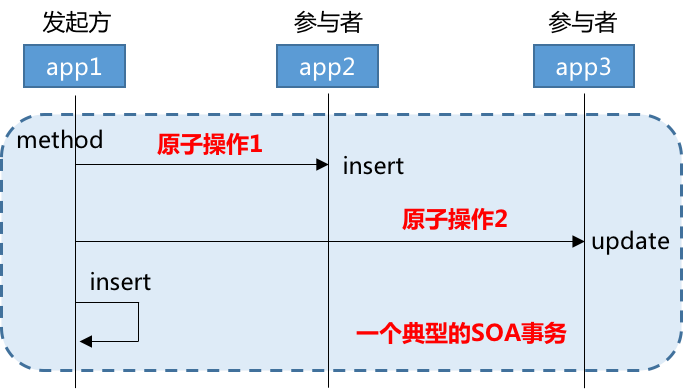 发起方 参与者 参与者
app1 app2 app3
method
原子操作1
insert
原子操作2
update
insert
一个典型的SOA事务